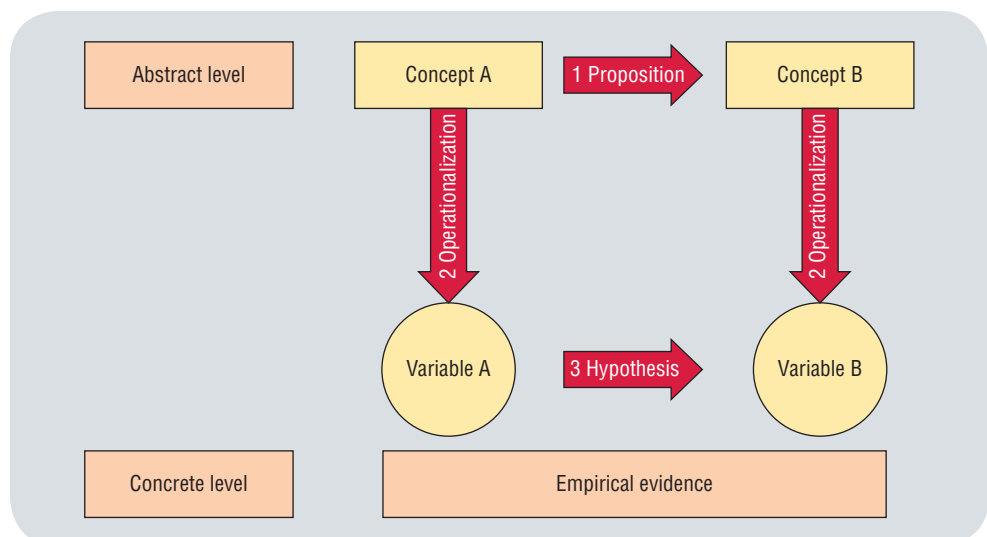 Abstract level
Concept A
1 Proposition
Concept B
2 Operationalization
2 Operationalization
Variable A
3 Hypothesis
Variable B
Concrete level
Empirical evidence